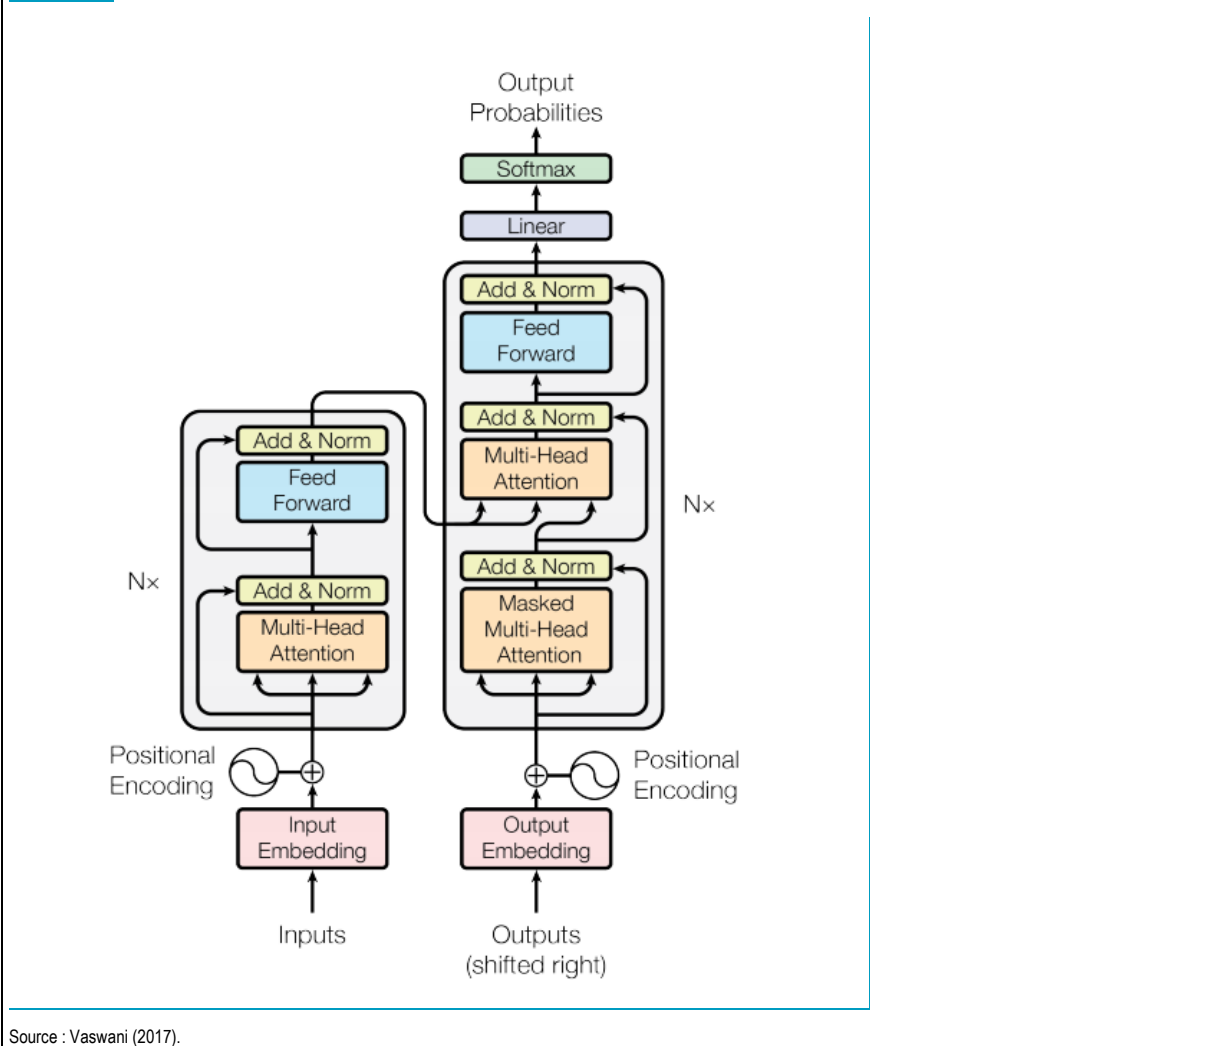 Output
Probabilities
Softmax
Linear
Add & Norm
Feed
Forward
Add & Norm
Multi-Head
Attention
Add & Norm
Masked
Multi-Head
Attention
N×
Add & Norm
Feed
Forward
Add & Norm
Multi-Head
Attention
N×
Positional
Encoding
Positional
Encoding
Input
Embedding
Output
Embedding
Inputs
Outputs
(shifted right)
Source : Vaswani (2017).